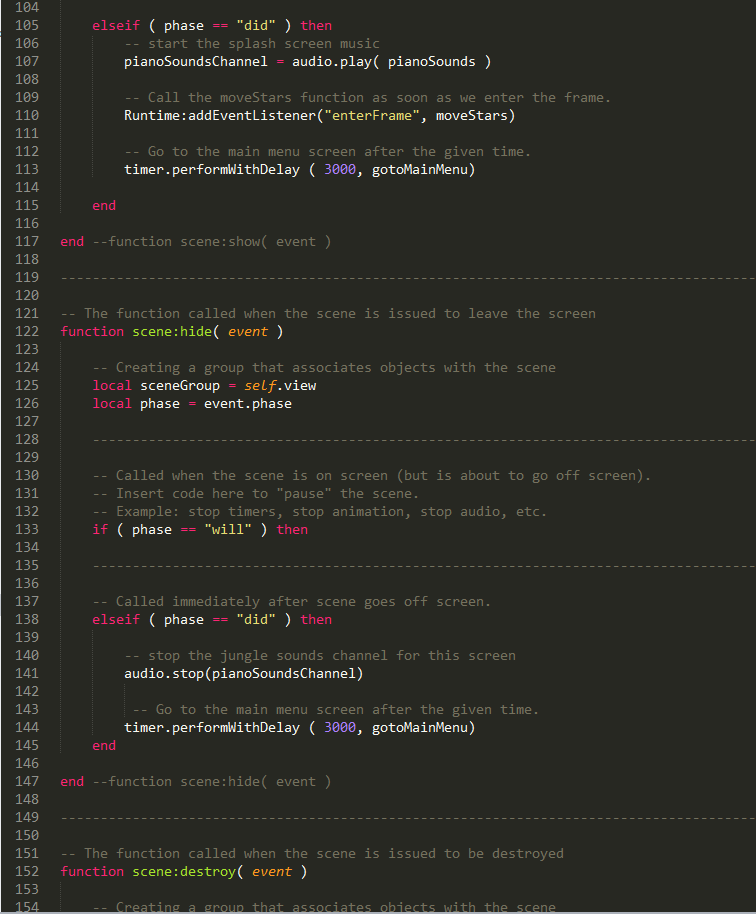 104
105 elseif ( phase == "did" ) then
106 -- start the splash screen music
107 pianoSoundsChannel = audio.play( pianoSounds )
108
109 -- Call the moveStars function as soon as we enter the frame.
110 Runtime:addEventListener("enterFrame", moveStars)
111
112 -- Go to the main menu screen after the given time.
113 timer.performWithDelay ( 3000, gotoMainMenu)
114
115 end
116
117 end --function scene:show( event )
118
119 -----------------------------------------------------------------------------------------
120
121 -- The function called when the scene is issued to leave the screen
122 function scene:hide( event )
123
124 -- Creating a group that associates objects with the scene
125 local sceneGroup = self.view
126 local phase = event.phase
127
128 -----------------------------------------------------------------------------------
129
130 -- Called when the scene is on screen (but is about to go off screen).
131 -- Insert code here to "pause" the scene.
132 -- Example: stop timers, stop animation, stop audio, etc.
133 if ( phase == "will" ) then
134
135 -----------------------------------------------------------------------------------
136
137 -- Called immediately after scene goes off screen.
138 elseif ( phase == "did" ) then
139
140 -- stop the jungle sounds channel for this screen
141 audio.stop(pianoSoundsChannel)
142
143 -- Go to the main menu screen after the given time.
144 timer.performWithDelay ( 3000, gotoMainMenu)
145 end
146
147 end --function scene:hide( event )
148
149 -----------------------------------------------------------------------------------------
150
151 -- The function called when the scene is issued to be destroyed
152 function scene:destroy( event )
153
154 -- Creating a group that associates objects with the scene